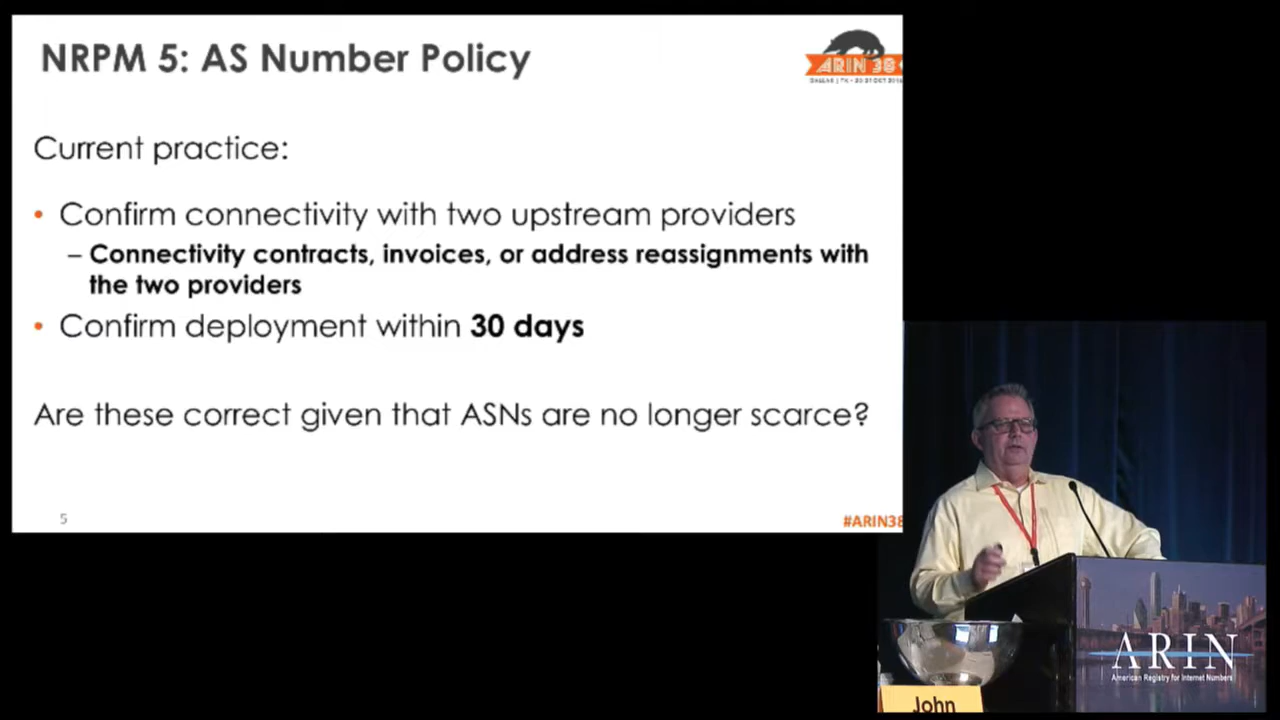 NRPM 5: AS Number Policy
ARIN 38
Current practice:
• Confirm connectivity with two upstream providers
– Connectivity contracts, invoices, or address reassignments with
the two providers
• Confirm deployment within 30 days
Are these correct given that ASNs are no longer scarce?
5
#ARIN38
ARIN
American Registry for Internet Numbers
John